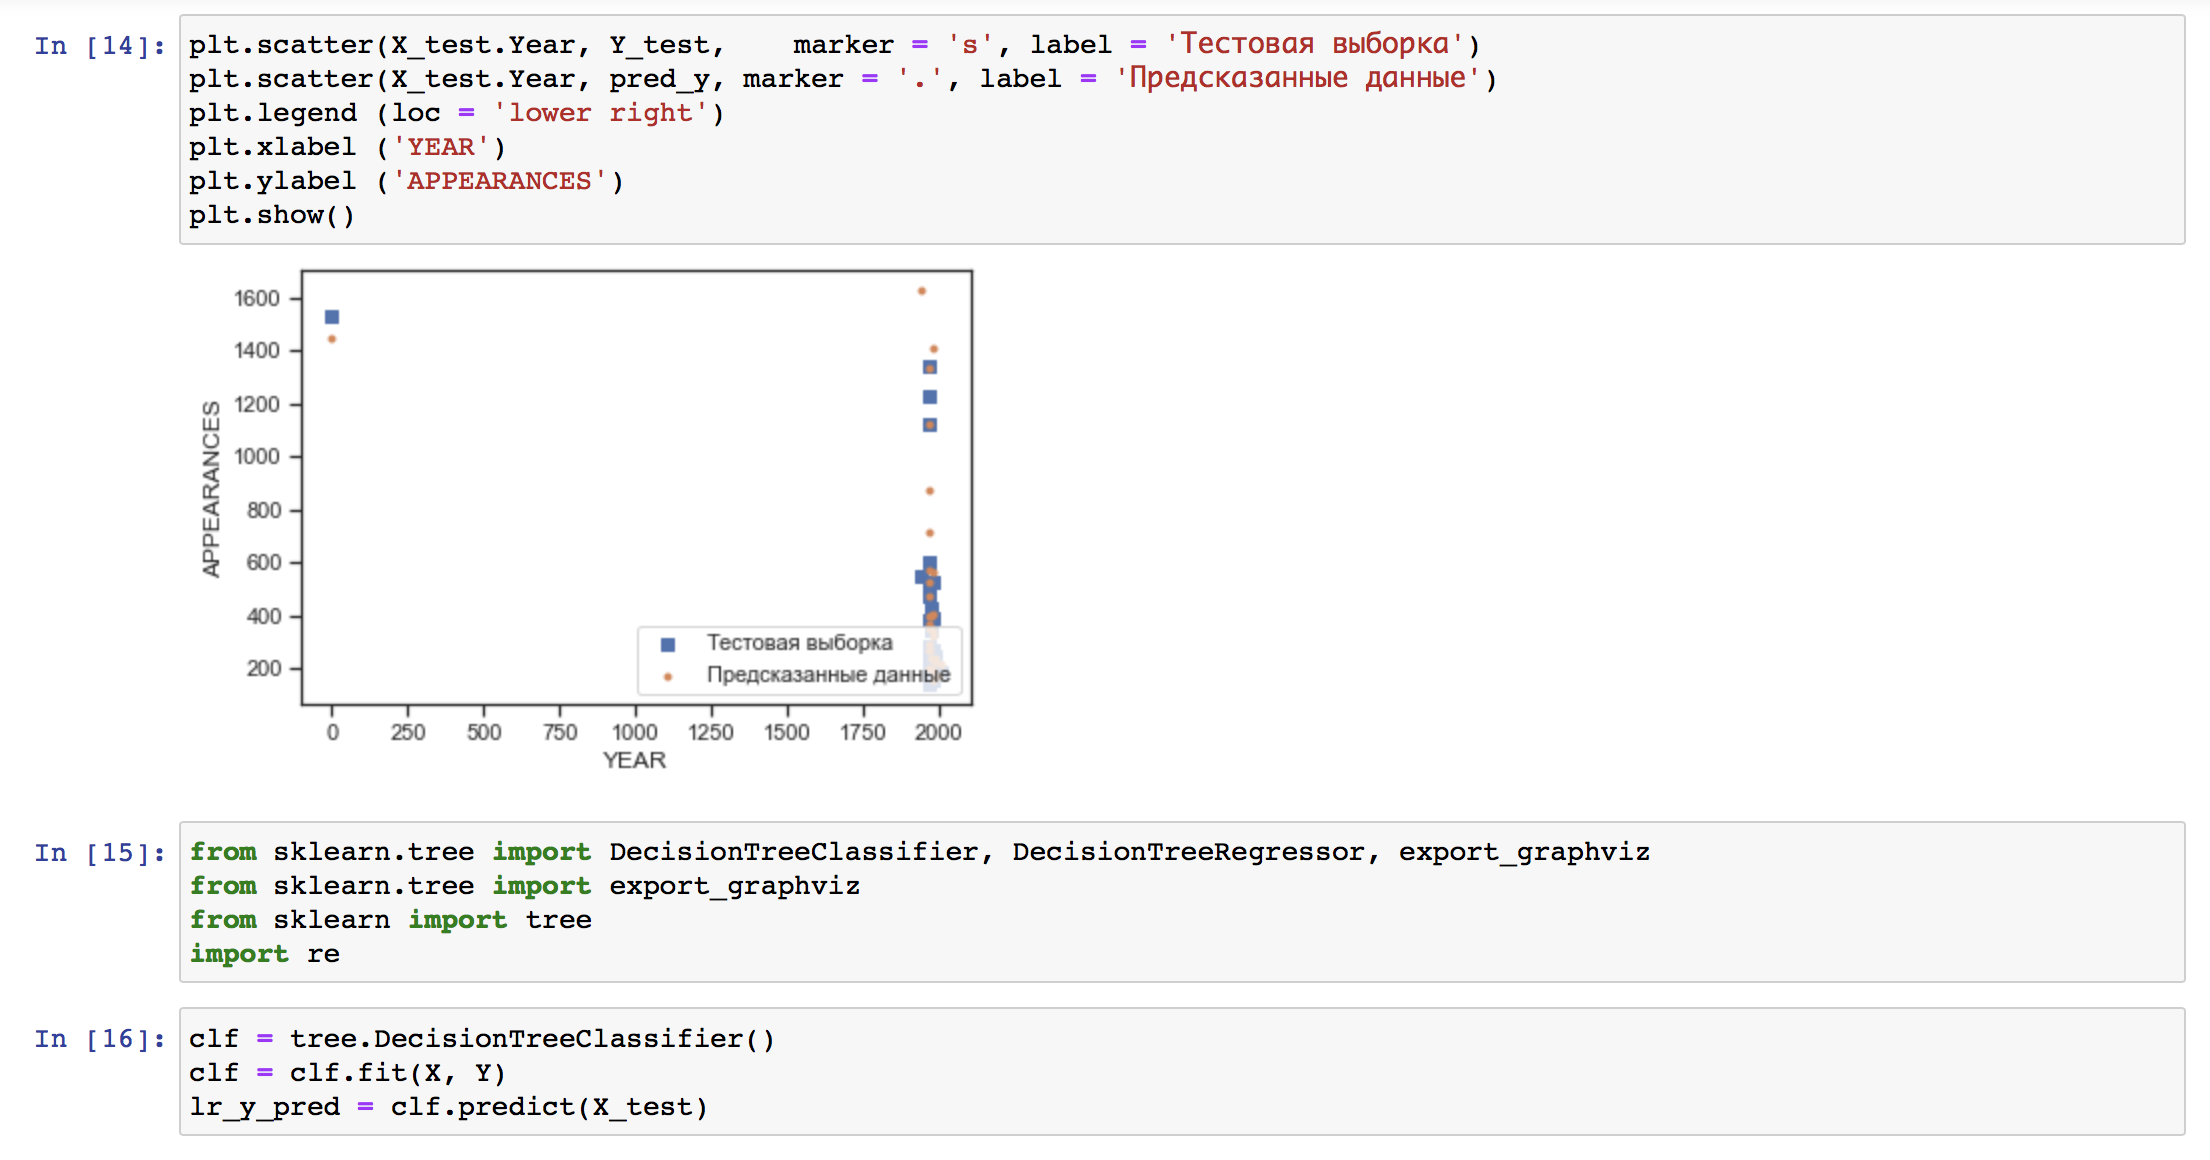 In [14]: plt.scatter(X_test.Year, Y_test,    marker = 's', label = 'Тестовая выборка')
plt.scatter(X_test.Year, pred_y, marker = '.', label = 'Предсказанные данные')
plt.legend (loc = 'lower right')
plt.xlabel ('YEAR')
plt.ylabel ('APPEARANCES')
plt.show()
1600
1400
1200
1000
800
600
400
200
APPEARANCES
Тестовая выборка
Предсказанные данные
0 250 500 750 1000 1250 1500 1750 2000
YEAR
In [15]: from sklearn.tree import DecisionTreeClassifier, DecisionTreeRegressor, export_graphviz
from sklearn.tree import export_graphviz
from sklearn import tree
import re
In [16]: clf = tree.DecisionTreeClassifier()
clf = clf.fit(X, Y)
lr_y_pred = clf.predict(X_test)